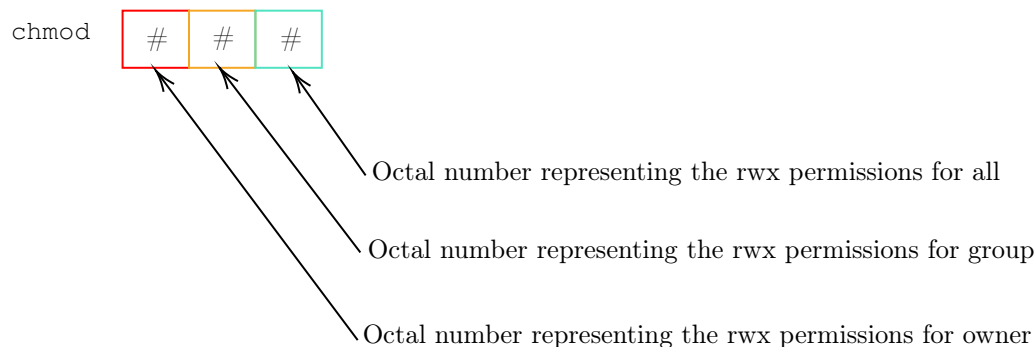 chmod # # #
Octal number representing the rwx permissions for all
Octal number representing the rwx permissions for group
Octal number representing the rwx permissions for owner